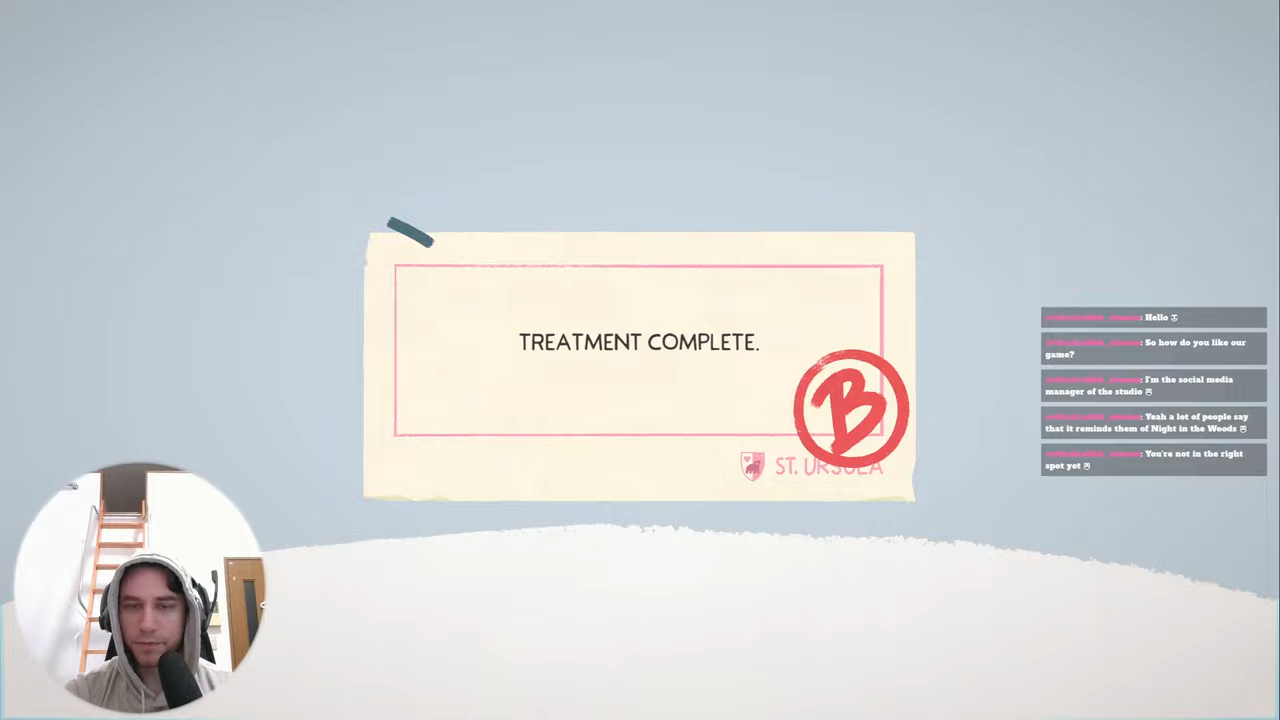 TREATMENT COMPLETE.
B
ST. URSULA
: Hello
: So how do you like our
game?
: I'm the social media
manager of the studio
: Yeah a lot of people say
that it reminds them of Night in the Woods
: You're not in the right
spot yet